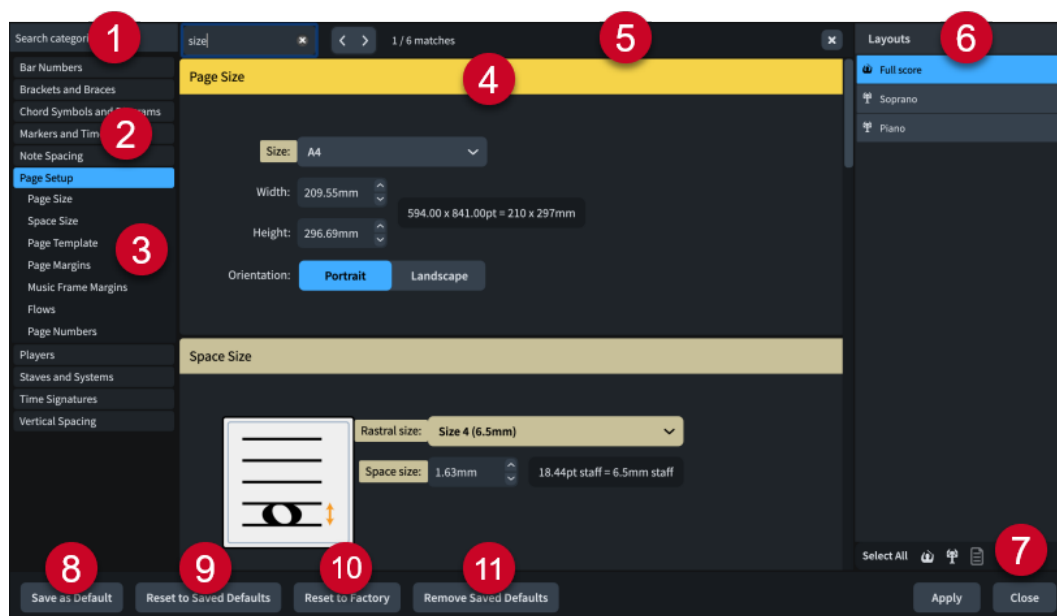 Search categori
1
size
1 / 6 matches
5
Layouts
6
Bar Numbers
Brackets and Braces
Chord Symbols and
Markers and Tim
2
Note Spacing
Page Setup
Page Size
Space Size
Page Template
Page Margins
3
Music Frame Margins
Flows
Page Numbers
Players
Staves and Systems
Time Signatures
Vertical Spacing
Page Size
4
Size: A4
Width: 209.55mm
594.00 x 841.00pt = 210 x 297mm
Height: 296.69mm
Orientation: Portrait Landscape
Space Size
Rastral size: Size 4 (6.5mm)
Space size: 1.63mm 18.44pt staff = 6.5mm staff
Full score
Soprano
Piano
Select All
7
8
9
10
11
Save as Default
Reset to Saved Defaults
Reset to Factory
Remove Saved Defaults
Apply
Close